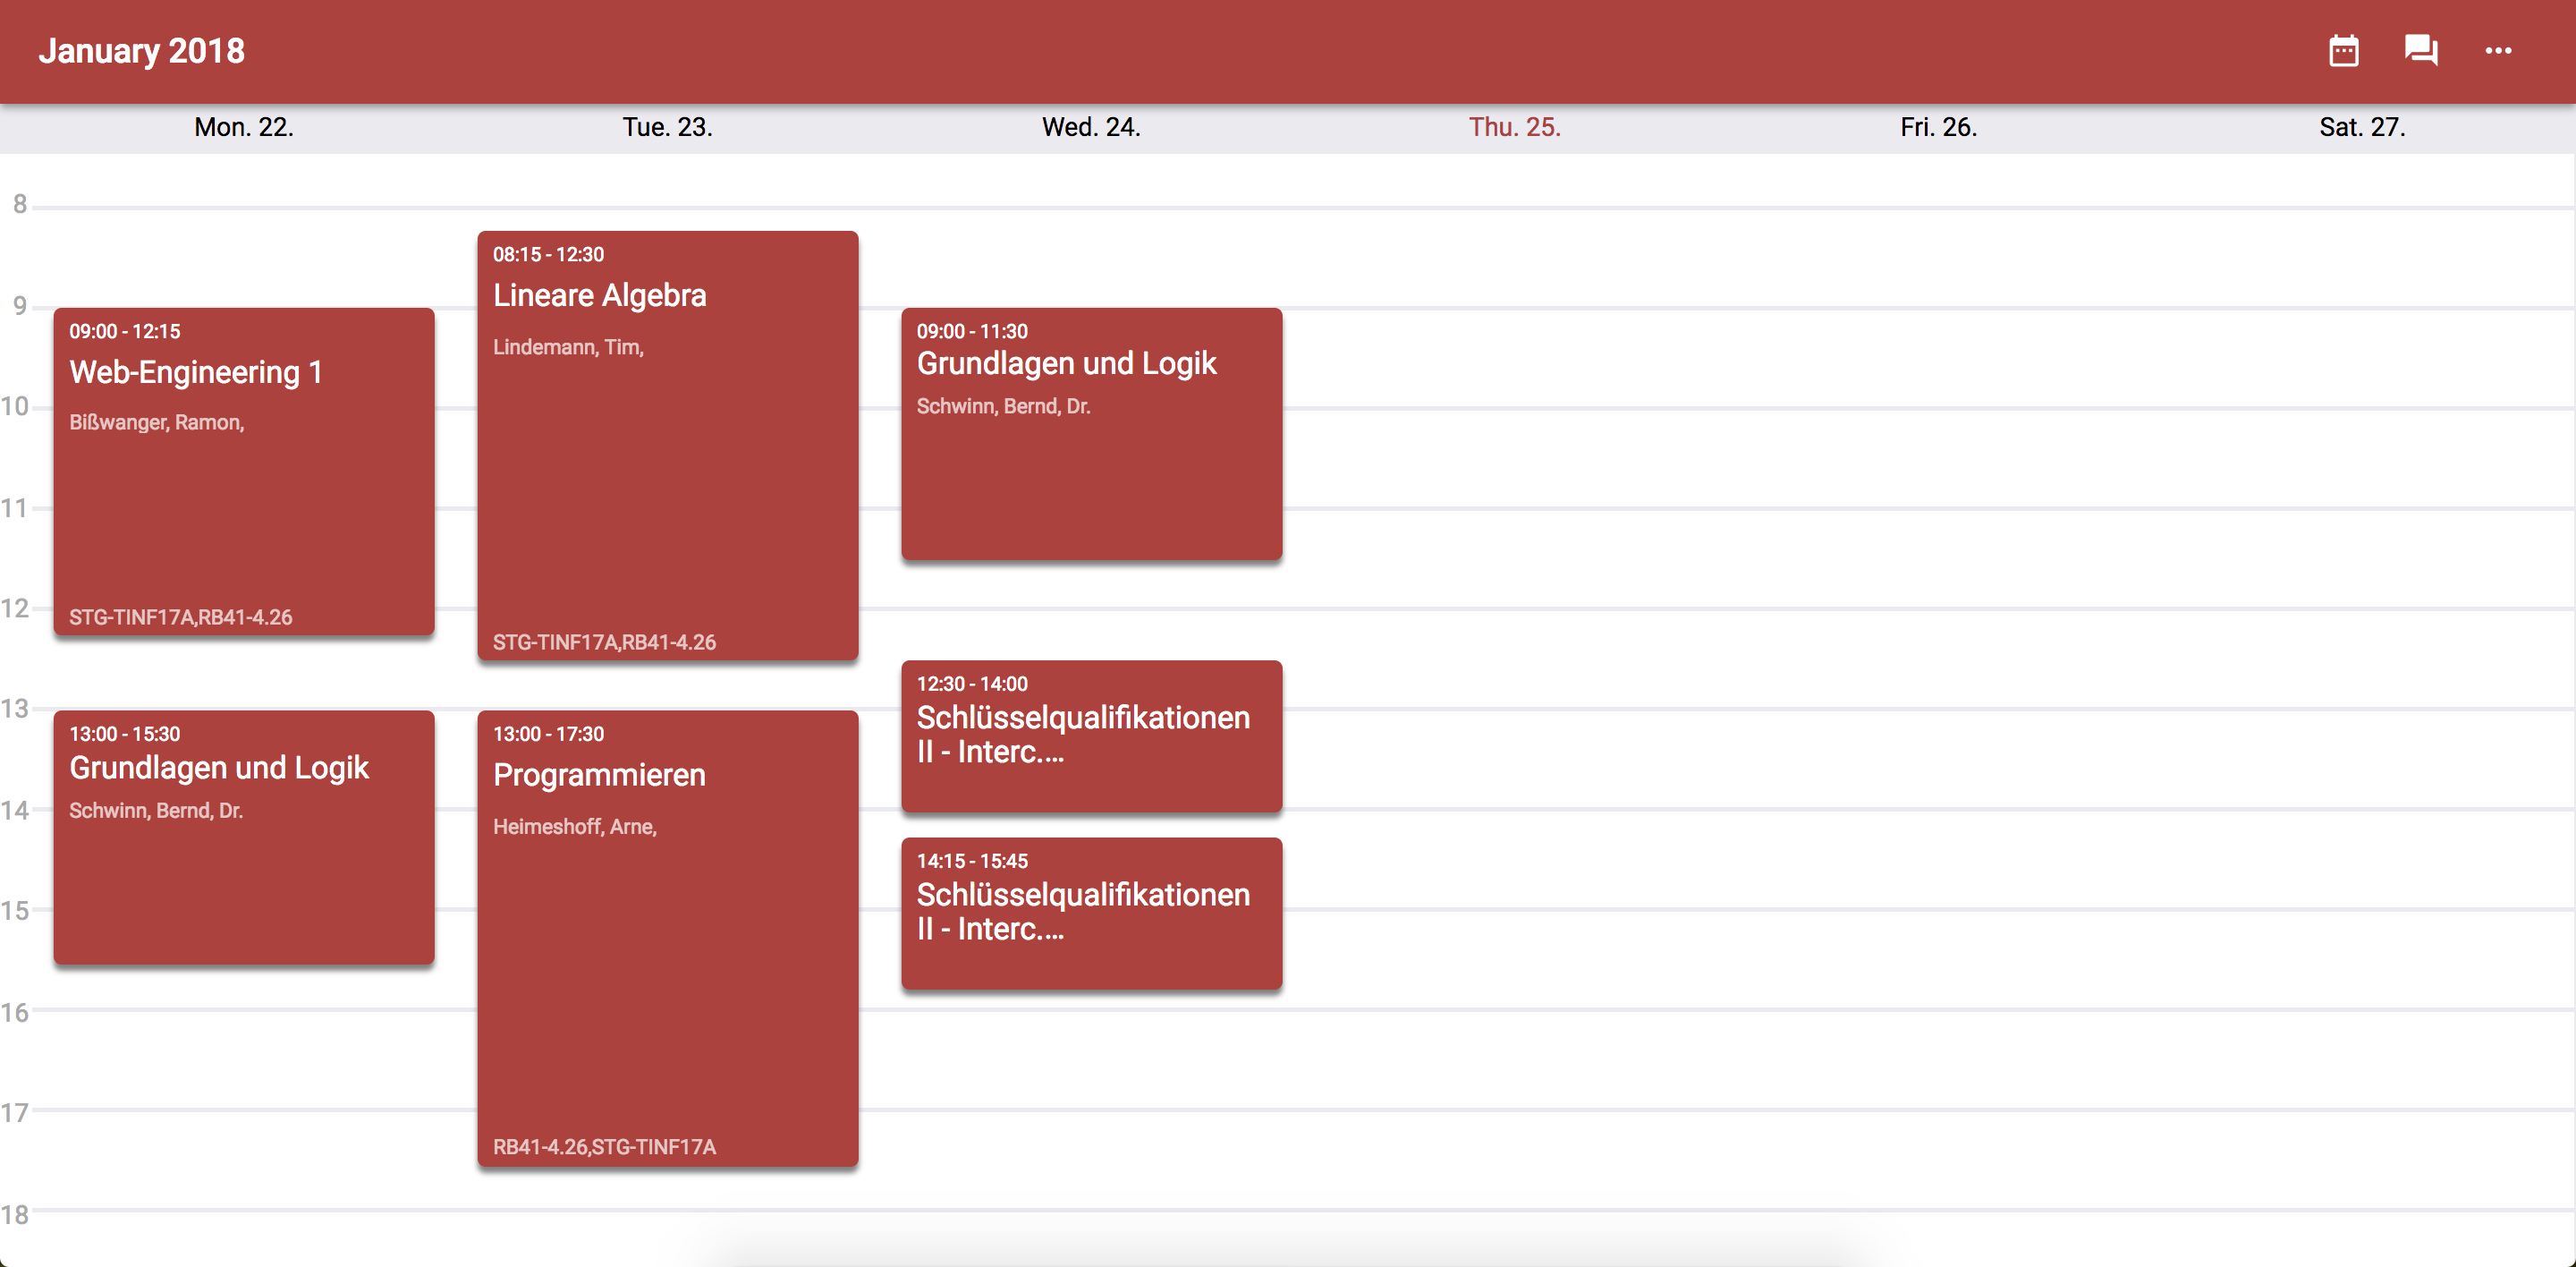 January 2018
Mon. 22.
Tue. 23.
Wed. 24.
Thu. 25.
Fri. 26.
Sat. 27.
8
9
10
11
12
13
14
15
16
17
18
09:00 - 12:15
Web-Engineering 1
Bißwanger, Ramon,
STG-TINF17A,RB41-4.26
13:00 - 15:30
Grundlagen und Logik
Schwinn, Bernd, Dr.
08:15 - 12:30
Lineare Algebra
Lindemann, Tim,
STG-TINF17A,RB41-4.26
13:00 - 17:30
Programmieren
Heimeshoff, Arne,
RB41-4.26,STG-TINF17A
09:00 - 11:30
Grundlagen und Logik
Schwinn, Bernd, Dr.
12:30 - 14:00
Schlüsselqualifikationen
II - Interc....
14:15 - 15:45
Schlüsselqualifikationen
II - Interc....